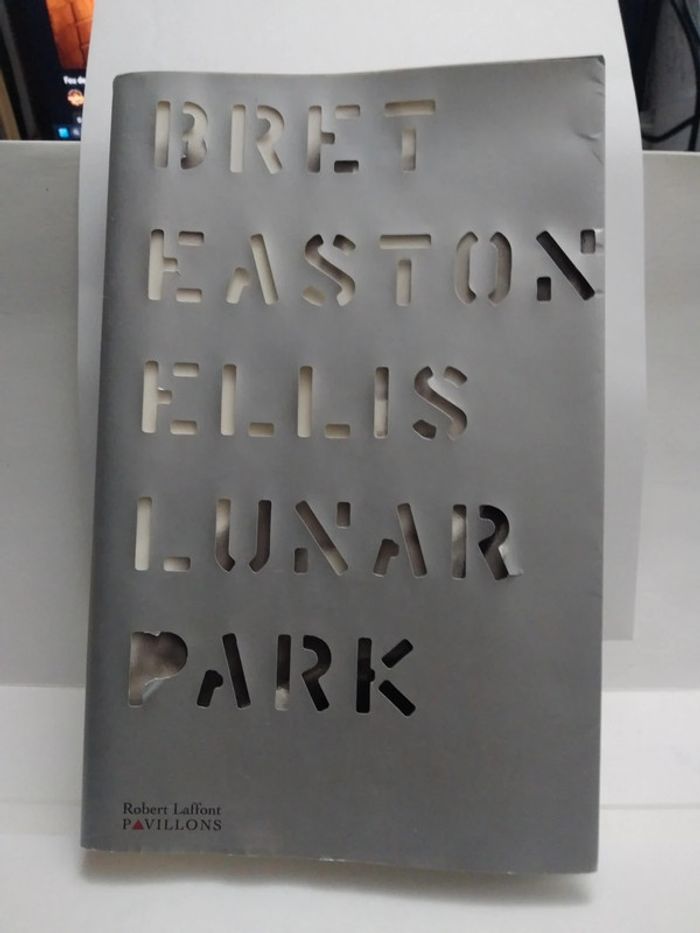 BRET
EASTON
ELLIS
LUNAR
PARK
Robert Laffont
PAVILLONS